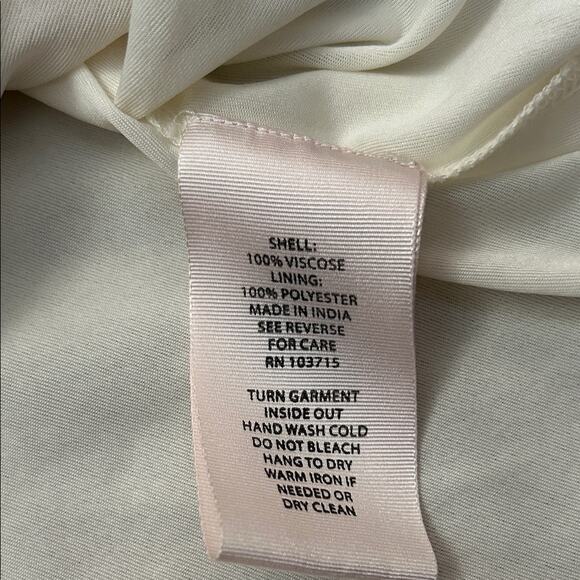 SHELL:
100% VISCOSE
LINING:
100% POLYESTER
MADE IN INDIA
SEE REVERSE
FOR CARE
RN 103715
TURN GARMENT
INSIDE OUT
HAND WASH COLD
DO NOT BLEACH
HANG TO DRY
WARM IRON IF
NEEDED OR
DRY CLEAN